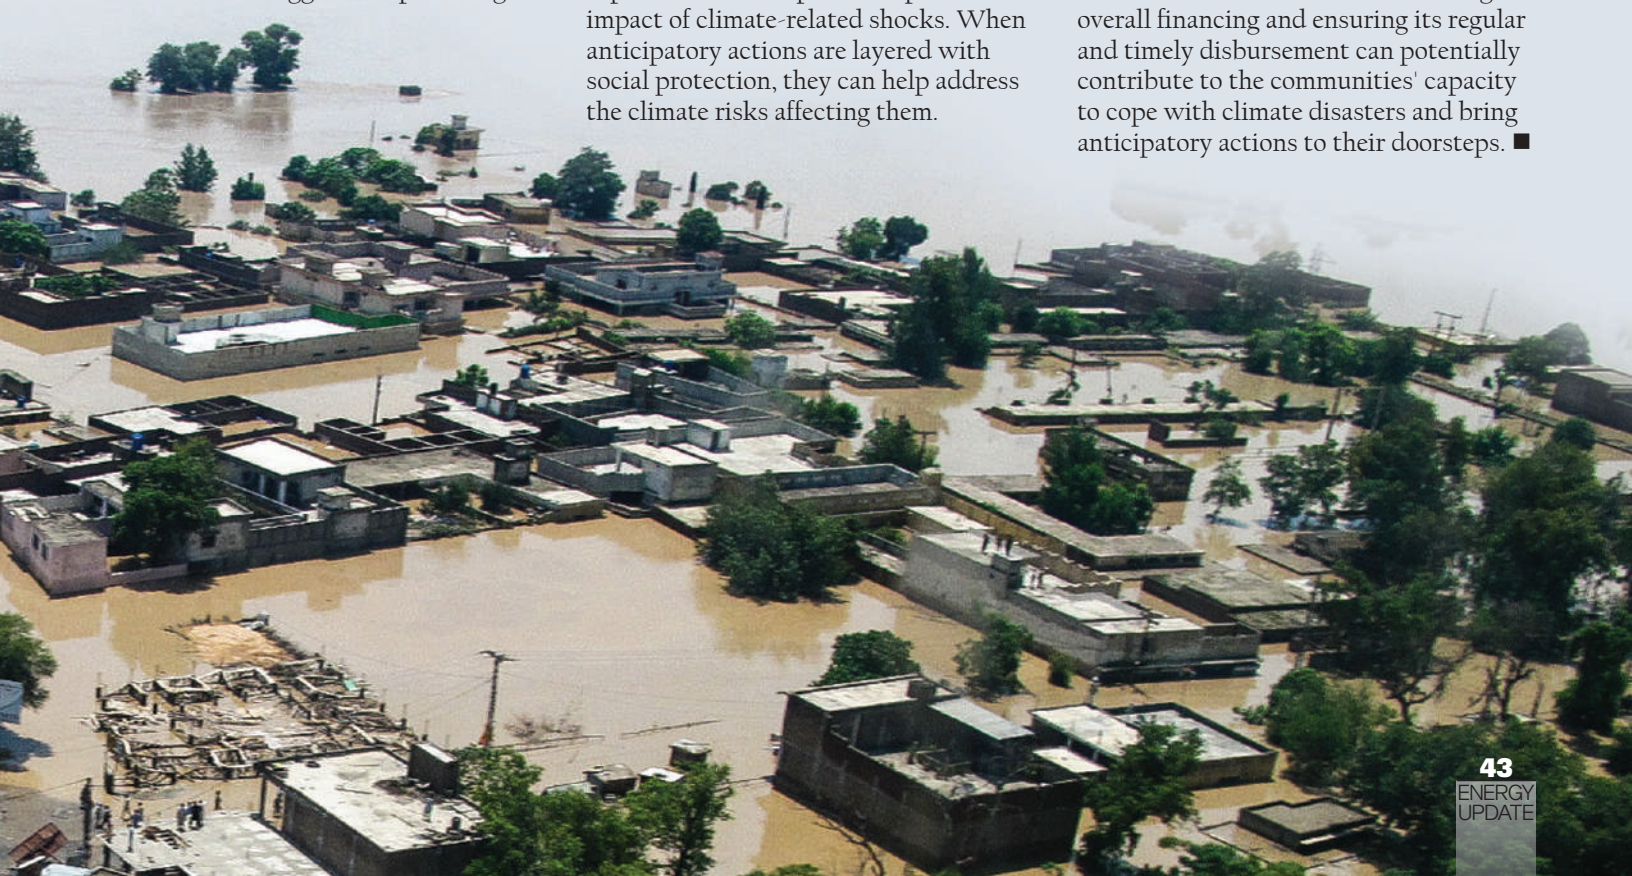 impact of climate-related shocks. When
anticipatory actions are layered with
social protection, they can help address
the climate risks affecting them.
overall financing and ensuring its regular
and timely disbursement can potentially
contribute to the communities' capacity
to cope with climate disasters and bring
anticipatory actions to their doorsteps. ■
43
ENERGY
UPDATE